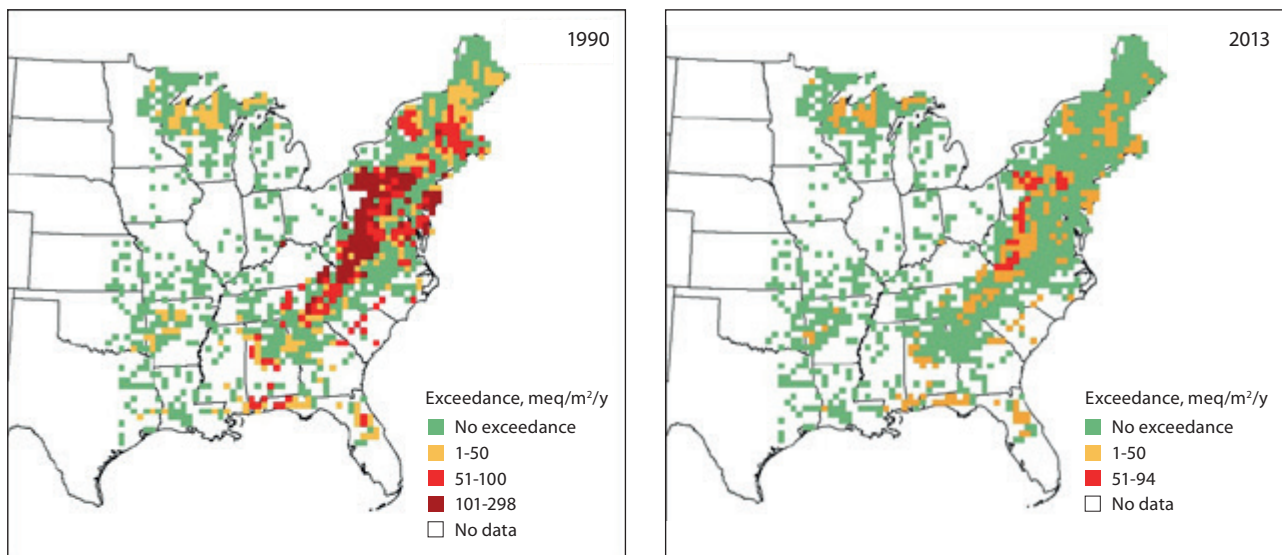 1990
Exceedance, meq/m²/y
No exceedance
1-50
51-100
101-298
No data
2013
Exceedance, meq/m²/y
No exceedance
1-50
51-94
No data